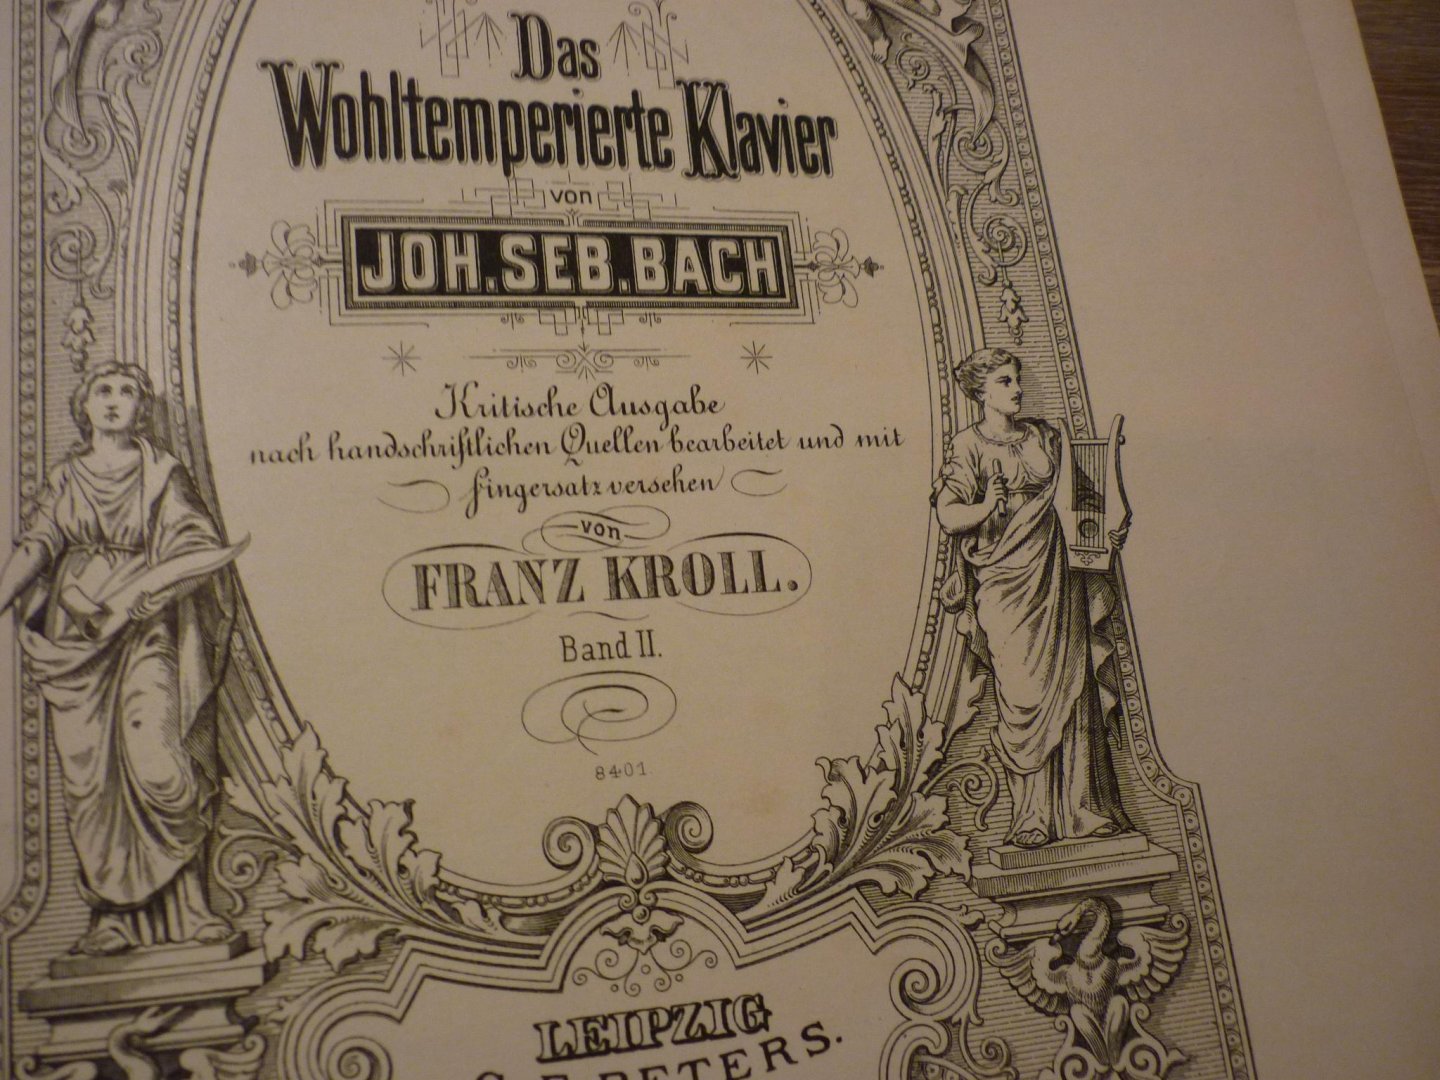 Das
Wohltemperierte Klavier
von
JOH. SEB. BACH
Kritische Ausgabe
nach handschriftlichen Quellen bearbeitet und mit
Fingersatz versehen
von
FRANZ KROLL.
Band II.
8401
LEIPZIG
C. F. PETERS.